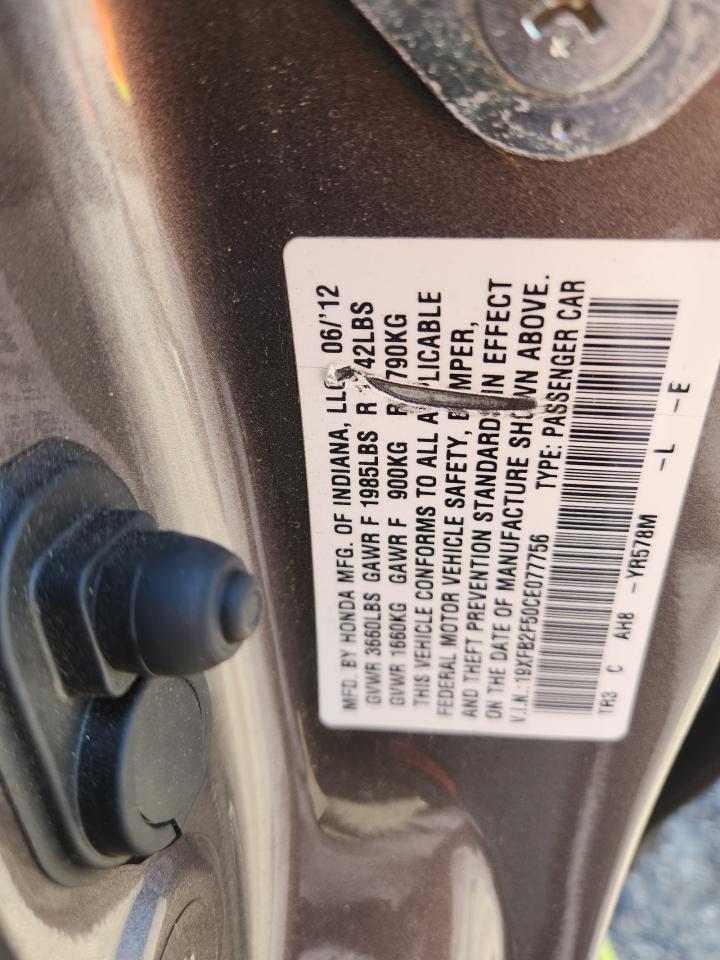 MFD. BY HONDA MFG. OF INDIANA, LL 06/'12
GVWR 3660LBS GAWR F 1985LBS R 42LBS
GVWR 1660KG GAWR F 900KG R 790KG
THIS VEHICLE CONFORMS TO ALL A LICABLE
FEDERAL MOTOR VEHICLE SAFETY, B MPER,
AND THEFT PREVENTION STANDARD IN EFFECT
ON THE DATE OF MANUFACTURE SH WN ABOVE.
V.I.N.: 19XFB2F50CE077756 TYPE: PASSENGER CAR
TR3 C AH8 -YR578M -L -E